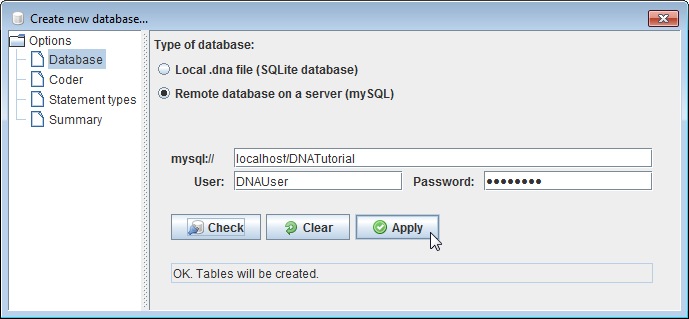 Create new database...
Options
Database
Coder
Statement types
Summary
Type of database:
Local .dna file (SQLite database)
Remote database on a server (mySQL)
mysql:// localhost/DNATutorial
User: DNAUser Password: ●●●●●●●●
Check Clear Apply
OK. Tables will be created.